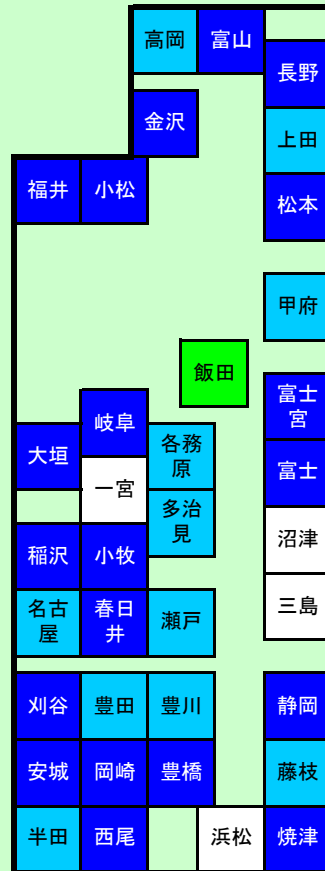 高岡
富山
長野
金沢
上田
福井
小松
松本
甲府
飯田
岐阜
富士
宮
大垣
各務
原
一宮
富士
多治
見
稲沢
小牧
沼津
名古
屋
春日
井
瀬戸
三島
刈谷
豊田
豊川
静岡
安城
岡崎
豊橋
藤枝
半田
西尾
浜松
焼津